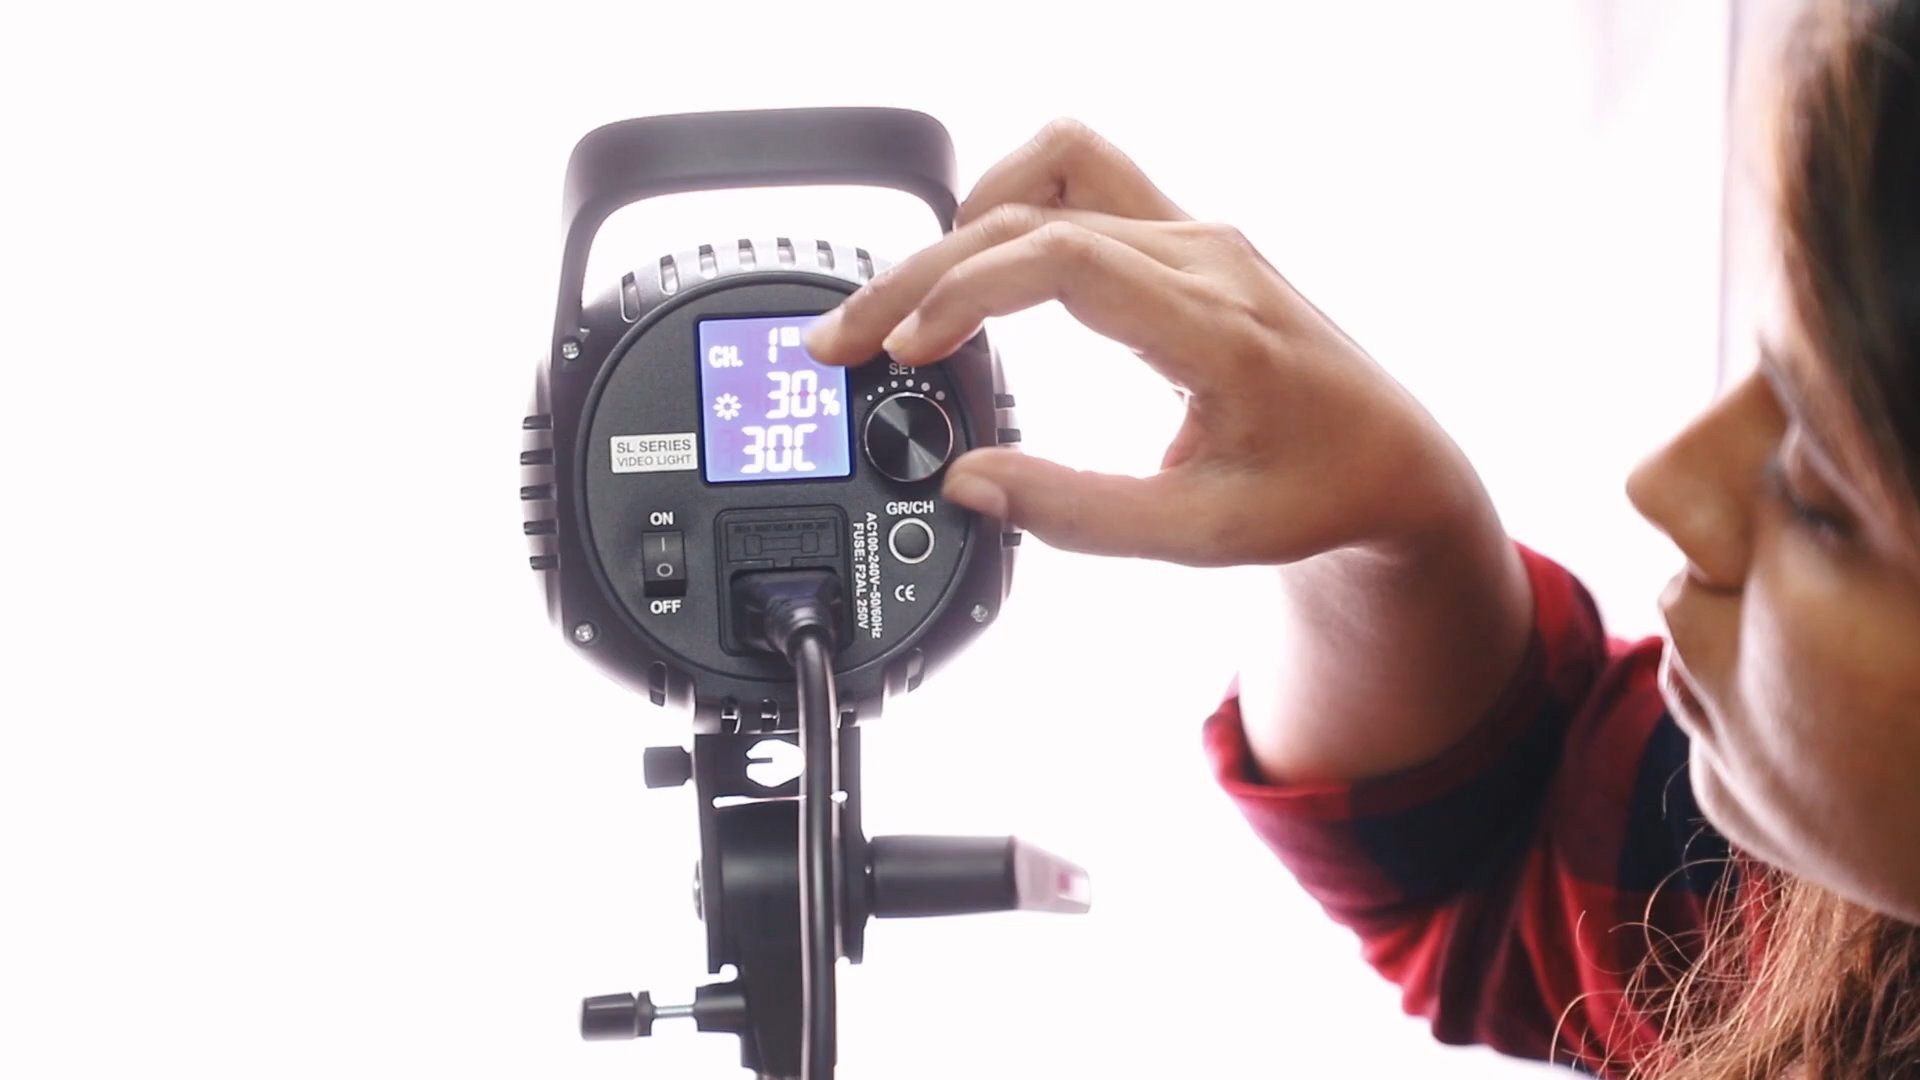 CH. 1
30%
30C
SET
SL SERIES
VIDEO LIGHT
ON
OFF
GR/CH
AC100-240V~50/60Hz
FUSE: F2AL 250V
CE